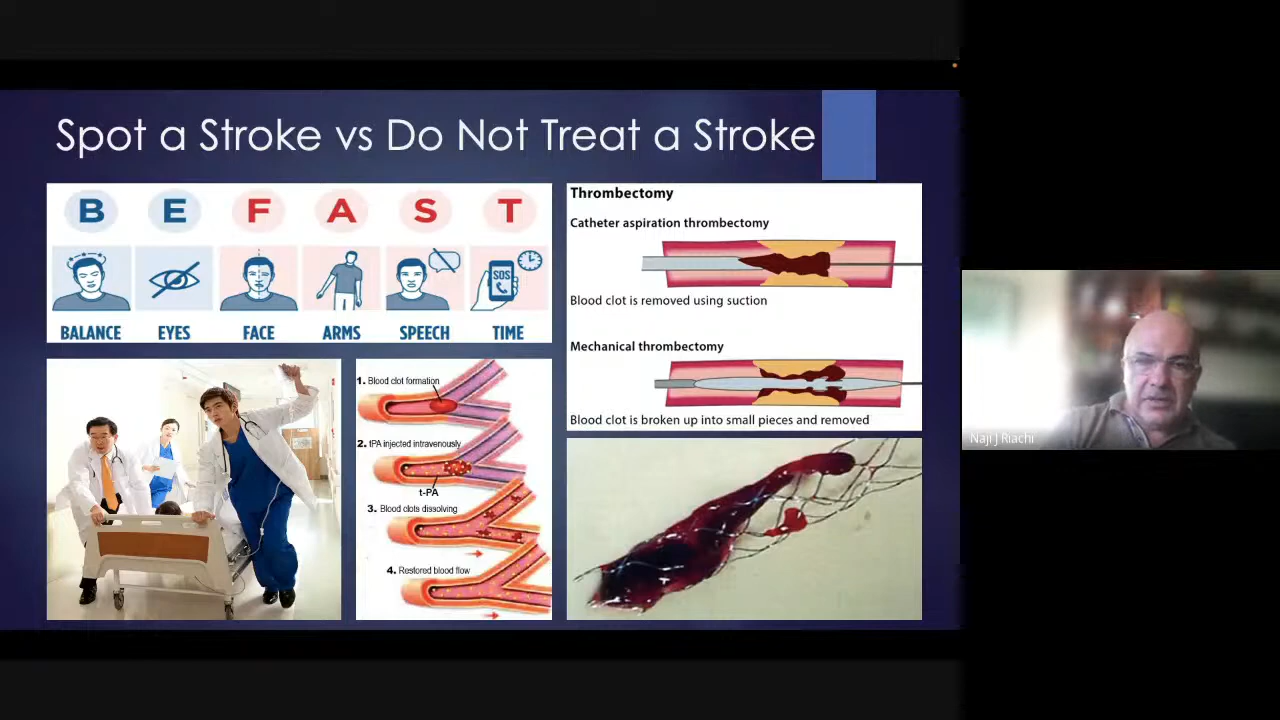 Spot a Stroke vs Do Not Treat a Stroke
B E F A S T
SOS
BALANCE EYES FACE ARMS SPEECH TIME
Thrombectomy
Catheter aspiration thrombectomy
Blood clot is removed using suction
Mechanical thrombectomy
Blood clot is broken up into small pieces and removed
1. Blood clot formation
2. tPA injected intravenously
t-PA
3. Blood clots dissolving
4. Restored blood flow
Naji J Riachi